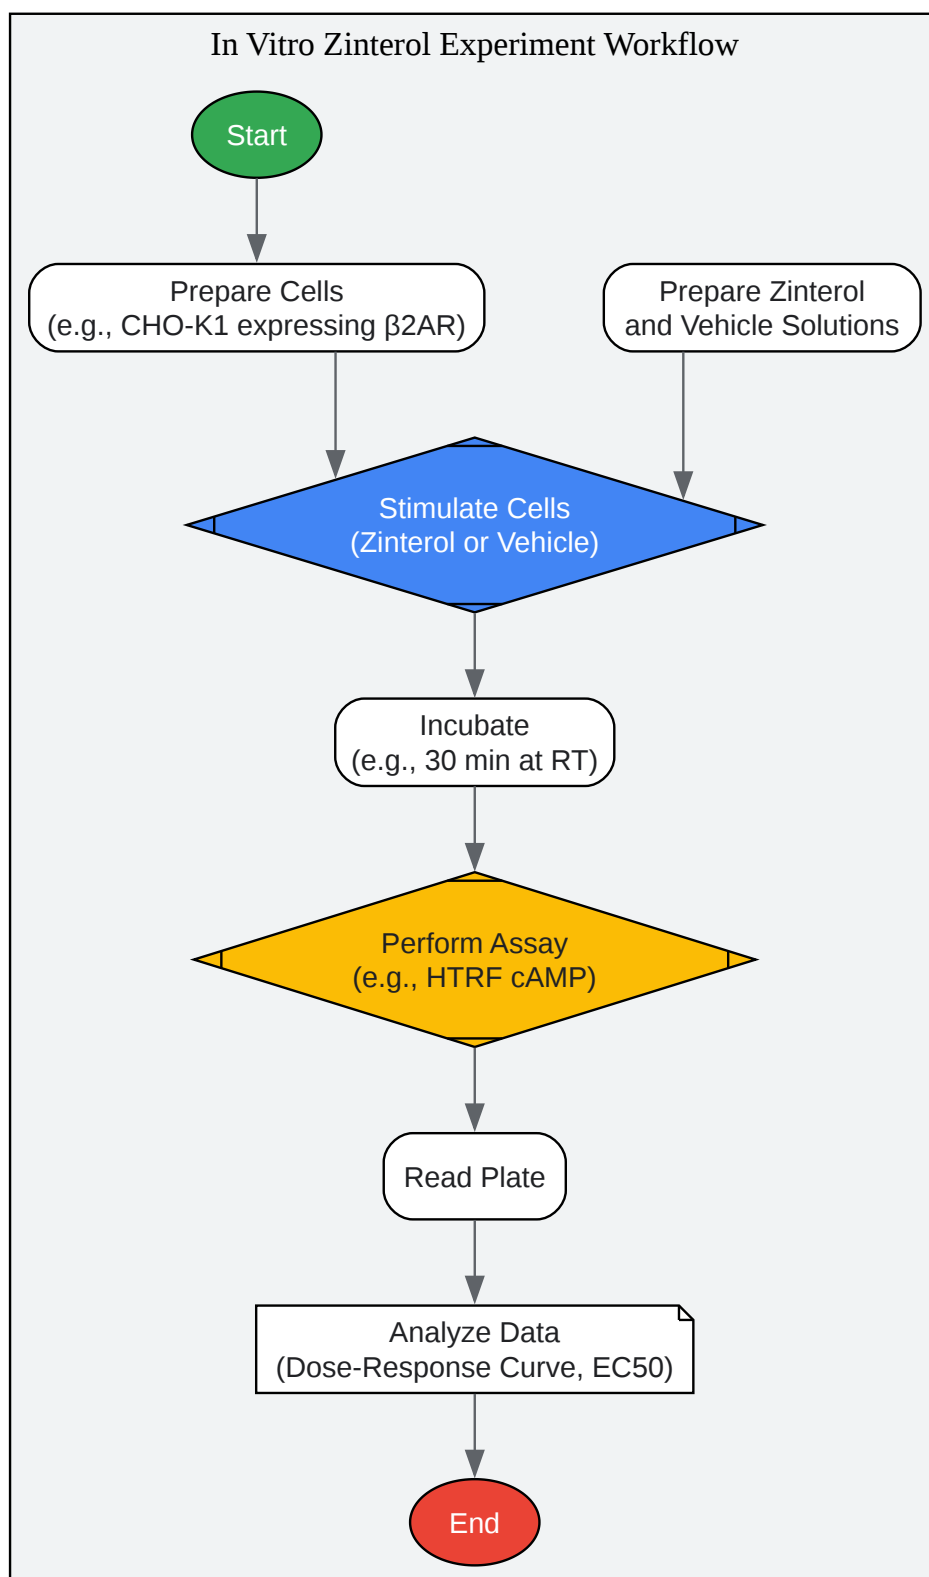 In Vitro Zinterol Experiment Workflow
Start
Prepare Cells
(e.g., CHO-K1 expressing β2AR)
Prepare Zinterol
and Vehicle Solutions
Stimulate Cells
(Zinterol or Vehicle)
Incubate
(e.g., 30 min at RT)
Perform Assay
(e.g., HTRF cAMP)
Read Plate
Analyze Data
(Dose-Response Curve, EC50)
End